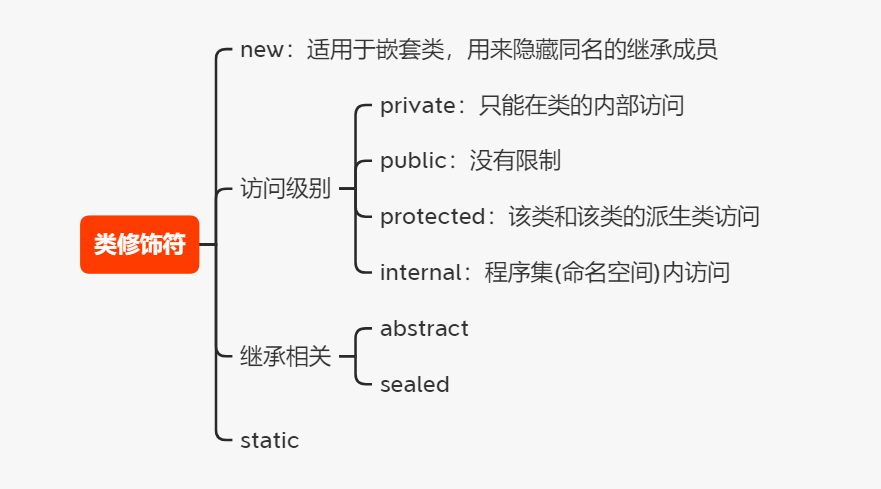 new：适用于嵌套类，用来隐藏同名的继承成员
private：只能在类的内部访问
public：没有限制
访问级别
protected：该类和该类的派生类访问
类修饰符
internal：程序集(命名空间)内访问
abstract
继承相关
sealed
static